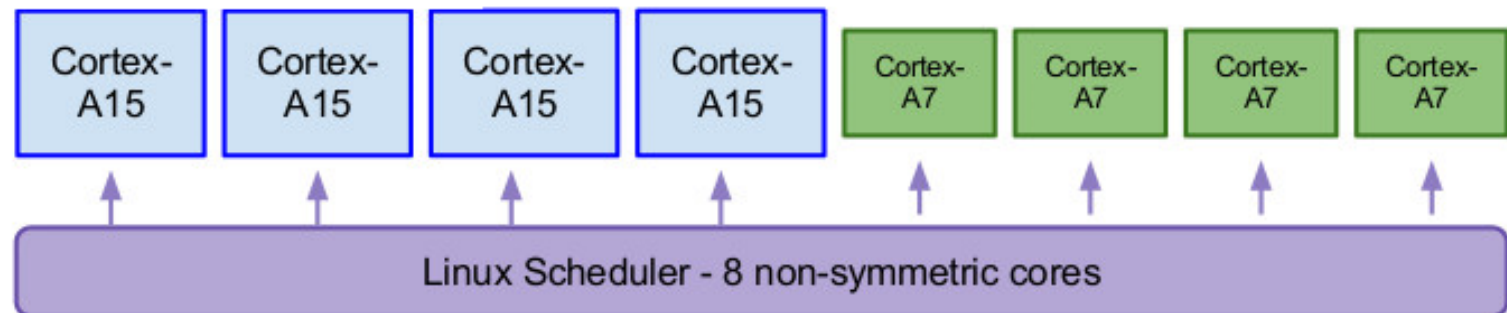 Cortex-
A15
Cortex-
A15
Cortex-
A15
Cortex-
A15
Cortex-
A7
Cortex-
A7
Cortex-
A7
Cortex-
A7
Linux Scheduler - 8 non-symmetric cores